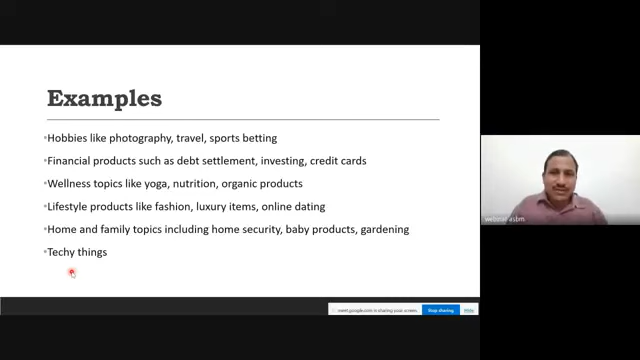 Examples
•Hobbies like photography, travel, sports betting
•Financial products such as debt settlement, investing, credit cards
•Wellness topics like yoga, nutrition, organic products
•Lifestyle products like fashion, luxury items, online dating
•Home and family topics including home security, baby products, gardening
•Techy things
webinar asbm
meet.google.com is sharing your screen.
Stop sharing
Hide